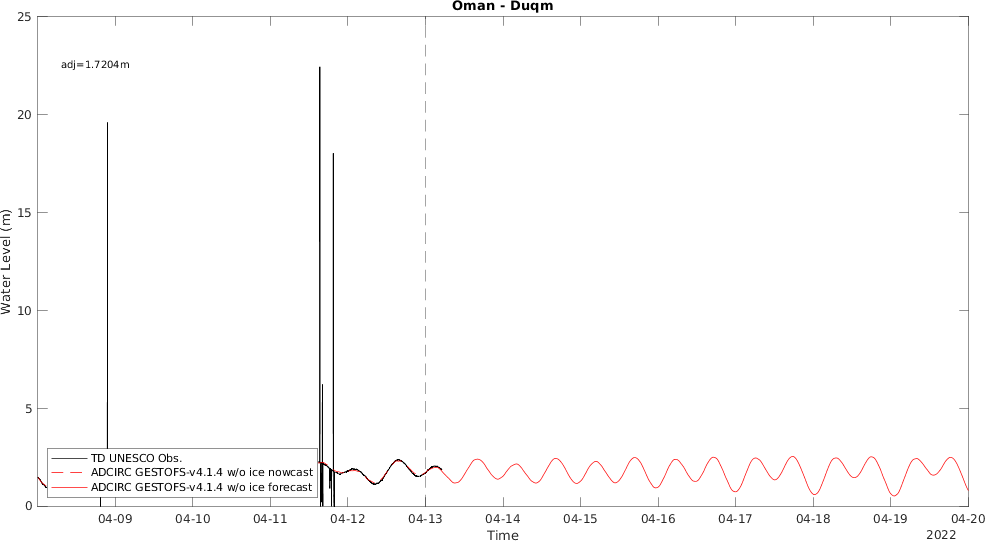 Oman - Duqm
25
adj=1.7204m
20
15
10
5
0
Water Level (m)
TD UNESCO Obs.
ADCIRC GESTOFS-v4.1.4 w/o ice nowcast
ADCIRC GESTOFS-v4.1.4 w/o ice forecast
04-09 04-10 04-11 04-12 04-13 04-14 04-15 04-16 04-17 04-18 04-19 04-20
Time
2022